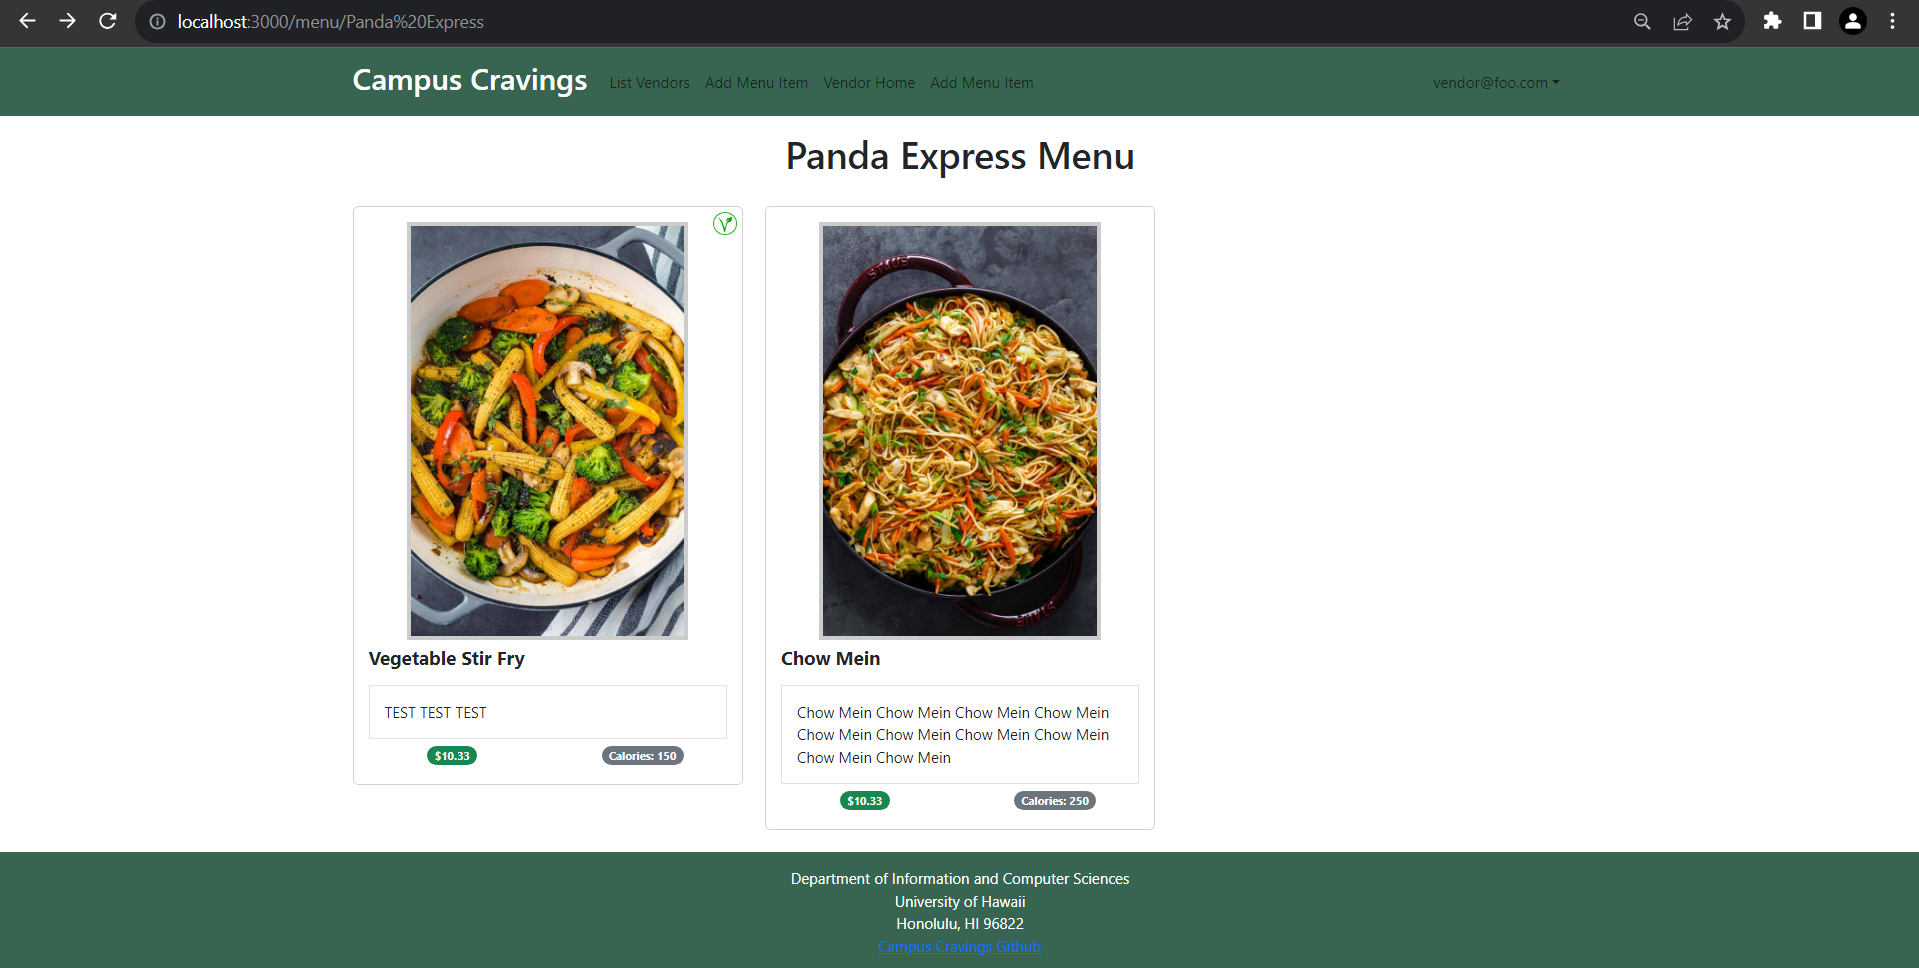 localhost:3000/menu/Panda%20Express
Campus Cravings List Vendors Add Menu Item Vendor Home Add Menu Item vendor@foo.com
Panda Express Menu
STAUB
STAUB
Vegetable Stir Fry
TEST TEST TEST
$10.33 Calories: 150
Chow Mein
Chow Mein Chow Mein Chow Mein Chow Mein
Chow Mein Chow Mein Chow Mein Chow Mein
Chow Mein Chow Mein
$10.33 Calories: 250
Department of Information and Computer Sciences
University of Hawaii
Honolulu, HI 96822
Campus Cravings Github